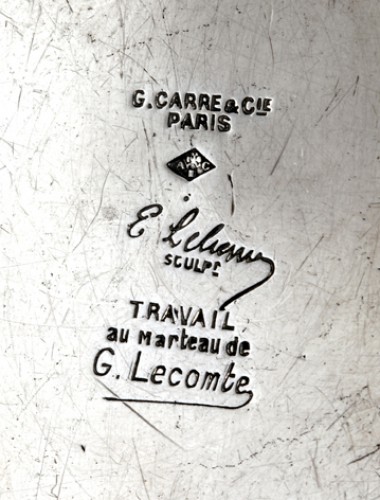 G. CARRE & CIE
PARIS
A C
E.
SCULPT
TRAVAIL
au Marteau de
G. Lecomte